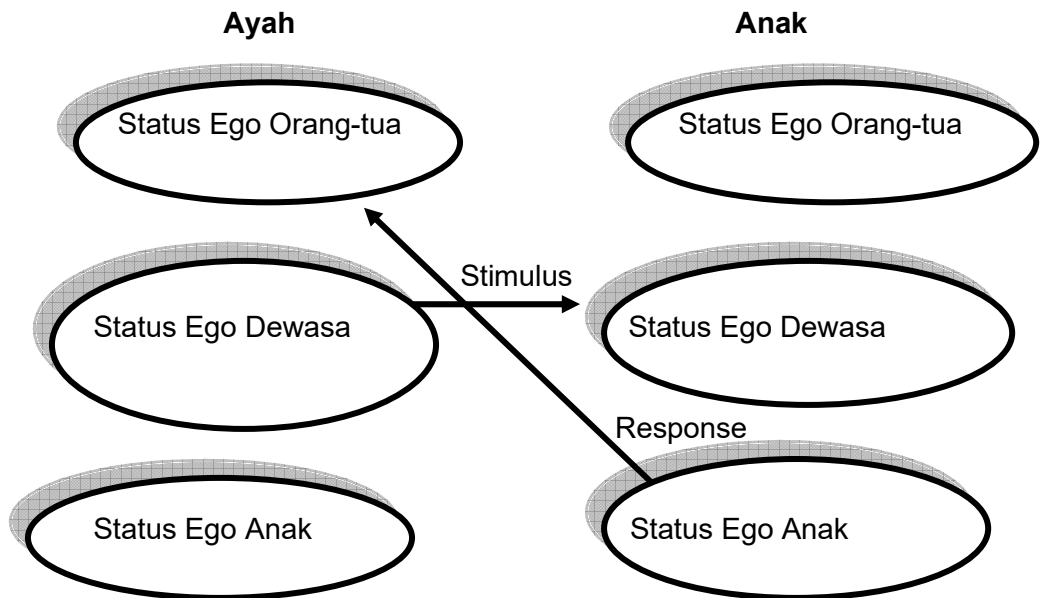 Ayah
Anak
Status Ego Orang-tua
Status Ego Orang-tua
Stimulus
Status Ego Dewasa
Status Ego Dewasa
Response
Status Ego Anak
Status Ego Anak